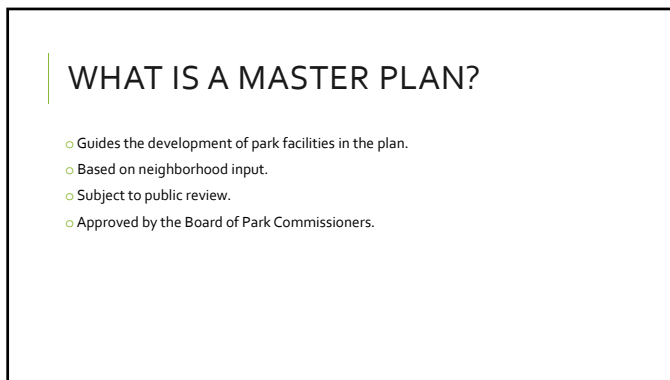 WHAT IS A MASTER PLAN?
Guides the development of park facilities in the plan.
Based on neighborhood input.
Subject to public review.
Approved by the Board of Park Commissioners.